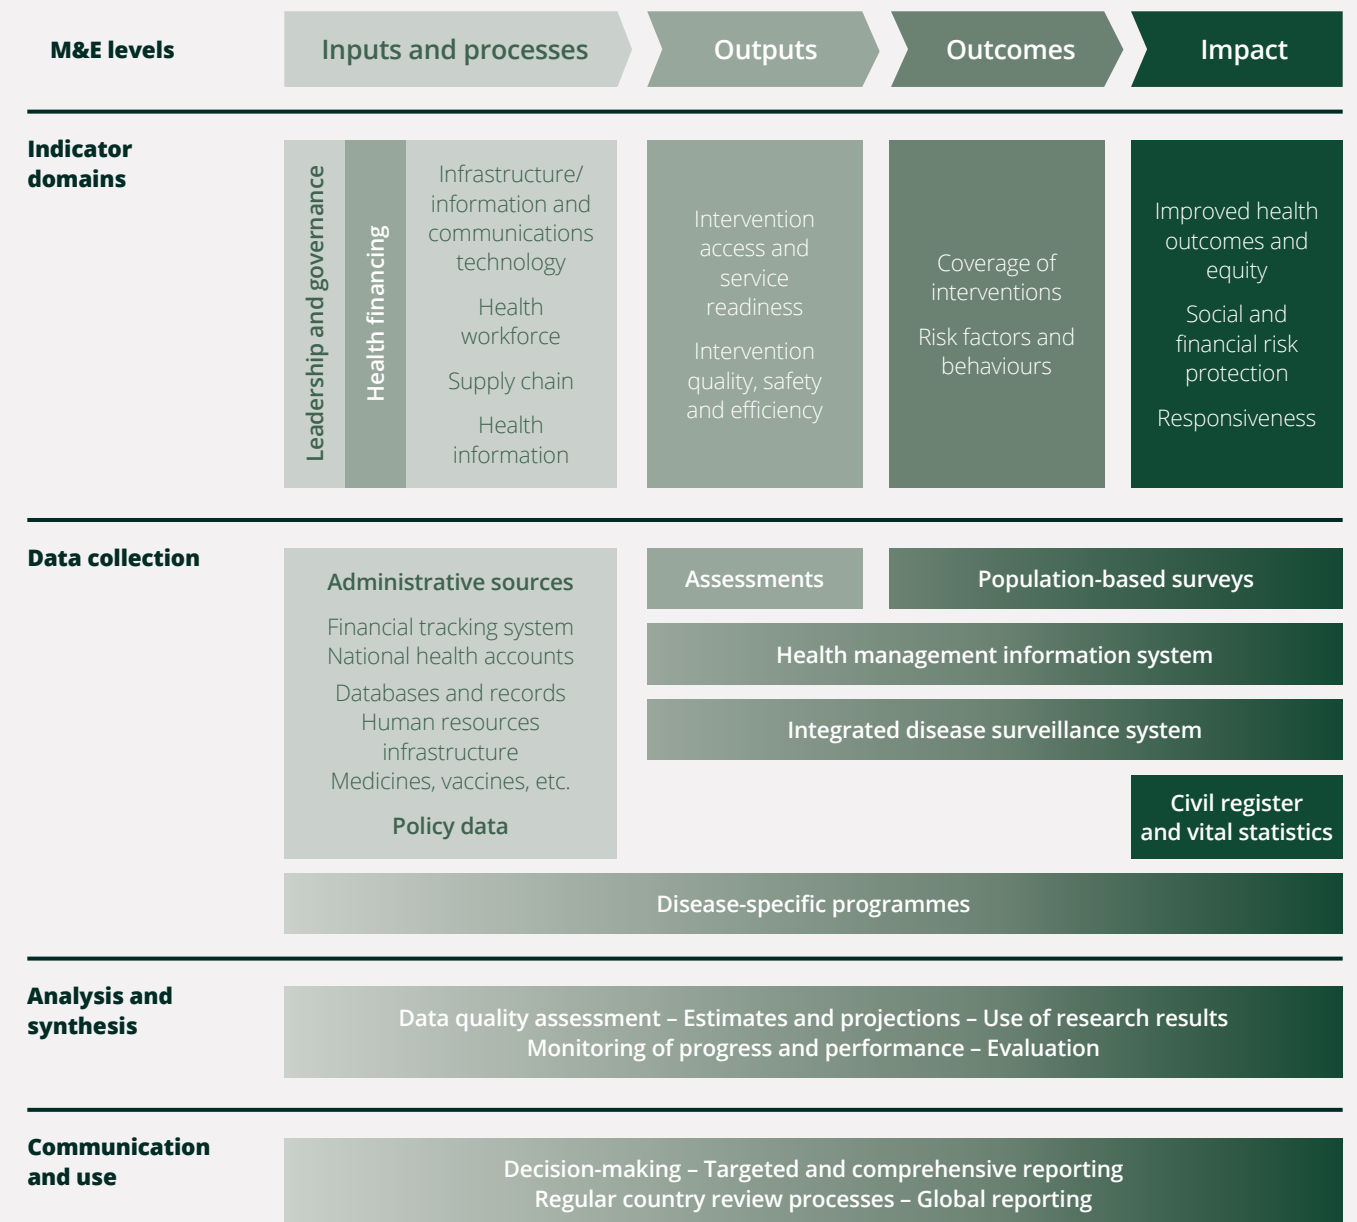 M&E levels
Inputs and processes
Outputs
Outcomes
Impact
Indicator
domains
Leadership and governance
Health financing
Infrastructure/
information and
communications
technology
Health
workforce
Supply chain
Health
information
Intervention
access and
service
readiness
Intervention
quality, safety
and efficiency
Coverage of
interventions
Risk factors and
behaviours
Improved health
outcomes and
equity
Social and
financial risk
protection
Responsiveness
Data collection
Administrative sources
Financial tracking system
National health accounts
Databases and records
Human resources
infrastructure
Medicines, vaccines, etc.
Policy data
Assessments
Population-based surveys
Health management information system
Integrated disease surveillance system
Civil register
and vital statistics
Disease-specific programmes
Analysis and
synthesis
Data quality assessment – Estimates and projections – Use of research results
Monitoring of progress and performance – Evaluation
Communication
and use
Decision-making – Targeted and comprehensive reporting
Regular country review processes – Global reporting